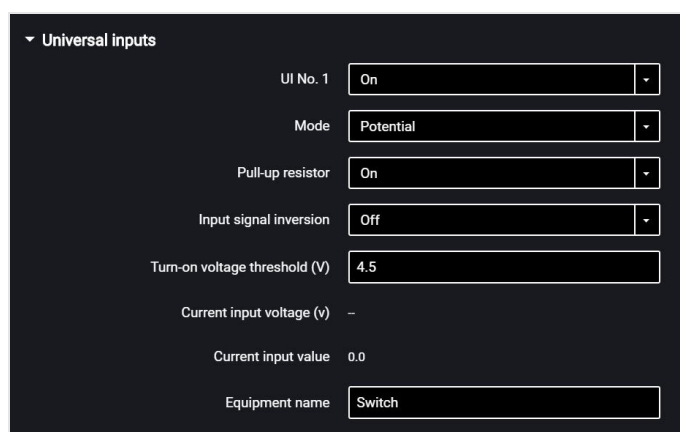 Universal inputs
UI No. 1 On
Mode Potential
Pull-up resistor On
Input signal inversion Off
Turn-on voltage threshold (V) 4.5
Current input voltage (v) --
Current input value 0.0
Equipment name Switch